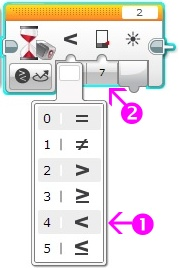 2
<
7
2
0 | =
1 | ≠
2 | >
3 | ≥
4 | < 1
5 | ≤